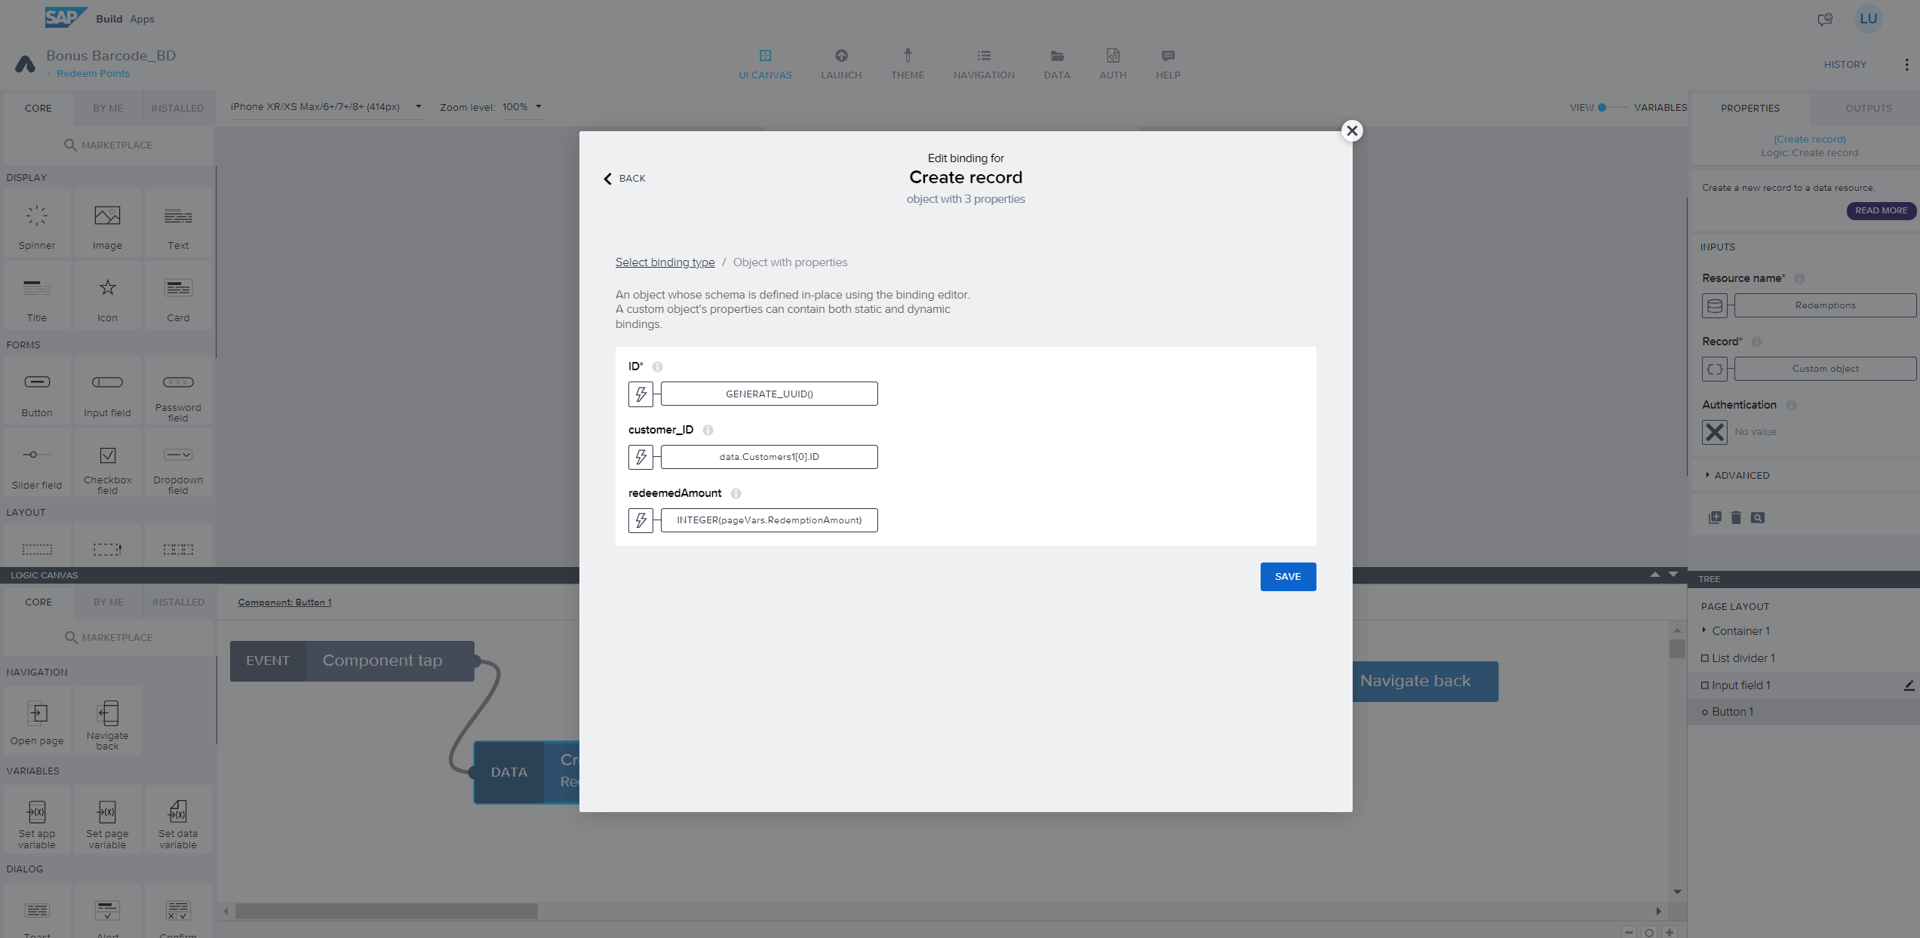 SAP Build Apps
LU
Bonus Barcode_BD
Redeem Points
UI CANVAS
LAUNCH
THEME
NAVIGATION
DATA
AUTH
HELP
HISTORY
CORE
BY ME
INSTALLED
MARKETPLACE
iPhone XR/XS Max/6+/7+/8+ (414px)
Zoom level: 100%
VIEW
VARIABLES
DISPLAY
Spinner
Image
Text
Title
Icon
Card
FORMS
Button
Input field
Password
field
Slider field
Checkbox
field
Dropdown
field
LAYOUT
BACK
Edit binding for
Create record
object with 3 properties
Select binding type / Object with properties
An object whose schema is defined in-place using the binding editor.
A custom object's properties can contain both static and dynamic
bindings.
ID*
GENERATE_UUID()
customer_ID
data.Customers1[0].ID
redeemedAmount
INTEGER(pageVars.RedemptionAmount)
SAVE
PROPERTIES
OUTPUTS
(Create record)
Logic: Create record
Create a new record to a data resource.
READ MORE
INPUTS
Resource name*
Redemptions
Record*
Custom object
Authentication
No value
ADVANCED
LOGIC CANVAS
CORE
BY ME
INSTALLED
MARKETPLACE
Component: Button 1
EVENT
Component tap
DATA
Cr
Re
Navigate back
NAVIGATION
Open page
Navigate
back
VARIABLES
Set app
variable
Set page
variable
Set data
variable
DIALOG
Toast
Alert
Confirm
TREE
PAGE LAYOUT
Container 1
List divider 1
Input field 1
Button 1